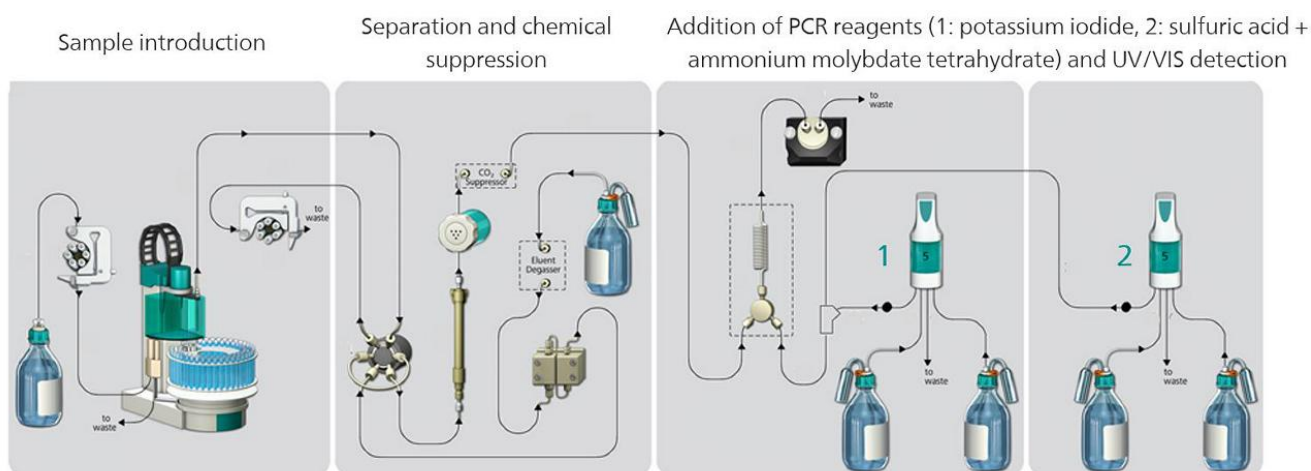 Sample introduction
Separation and chemical
suppression
Addition of PCR reagents (1: potassium iodide, 2: sulfuric acid +
ammonium molybdate tetrahydrate) and UV/VIS detection
to
waste
CO₂
Suppressor
to
waste
Eluent
Degasser
1
5
2
5
to
waste
to
waste
to
waste